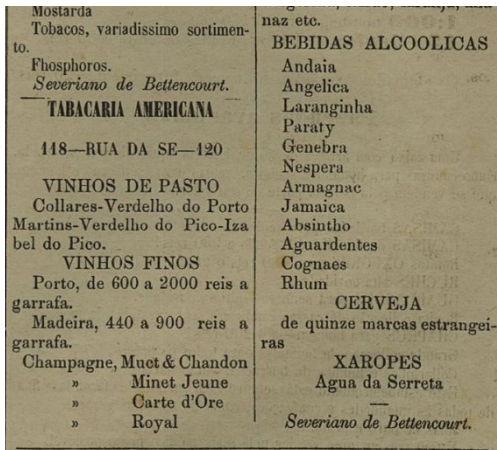 Mostarda
Tobacos, variadissimo sortimen-
to.
Fhosphoros.
Severiano de Bettencourt.
TABACARIA AMERICANA
118—RUA DA SE—120
VINHOS DE PASTO
Collares-Verdelho do Porto
Martins-Verdelho do Pico-Iza
bel do Pico.
VINHOS FINOS
Porto, de 600 a 2000 reis a
garrafa.
Madeira, 440 a 900 reis a
garrafa.
Champagne, Muct & Chandon
» Minet Jeune
» Carte d'Ore
» Royal
naz etc.
BEBIDAS ALCOOLICAS
Andaia
Angelica
Laranginha
Paraty
Genebra
Nespera
Armagnac
Jamaica
Absintho
Aguardentes
Cognaes
Rhum
CERVEJA
de quinze marcas estrangei-
ras
XAROPES
Agua da Serreta
Severiano de Bettencourt.